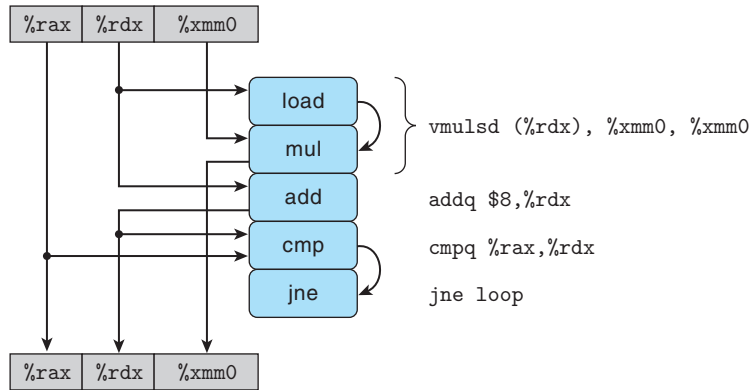 %rax %rdx %xmm0
load
vmulsd (%rdx), %xmm0, %xmm0
mul
add addq $8,%rdx
cmp cmpq %rax,%rdx
jne jne loop
%rax %rdx %xmm0